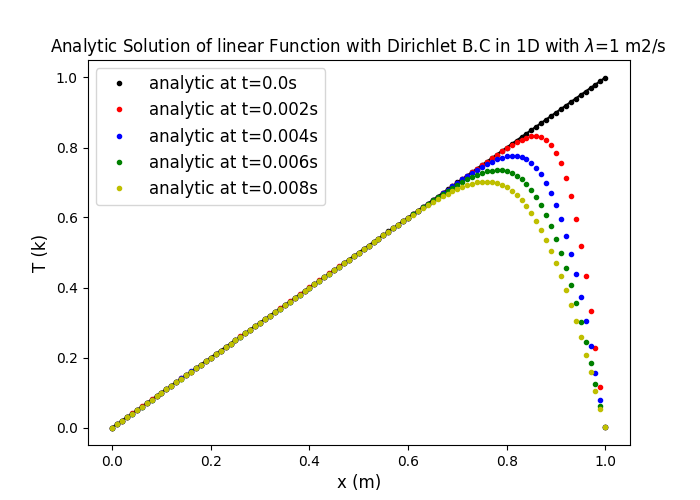 Analytic Solution of linear Function with Dirichlet B.C in 1D with λ=1 m2/s
1.0
0.8
0.6
0.4
0.2
0.0
T (k)
analytic at t=0.0s
analytic at t=0.002s
analytic at t=0.004s
analytic at t=0.006s
analytic at t=0.008s
0.0 0.2 0.4 0.6 0.8 1.0
x (m)